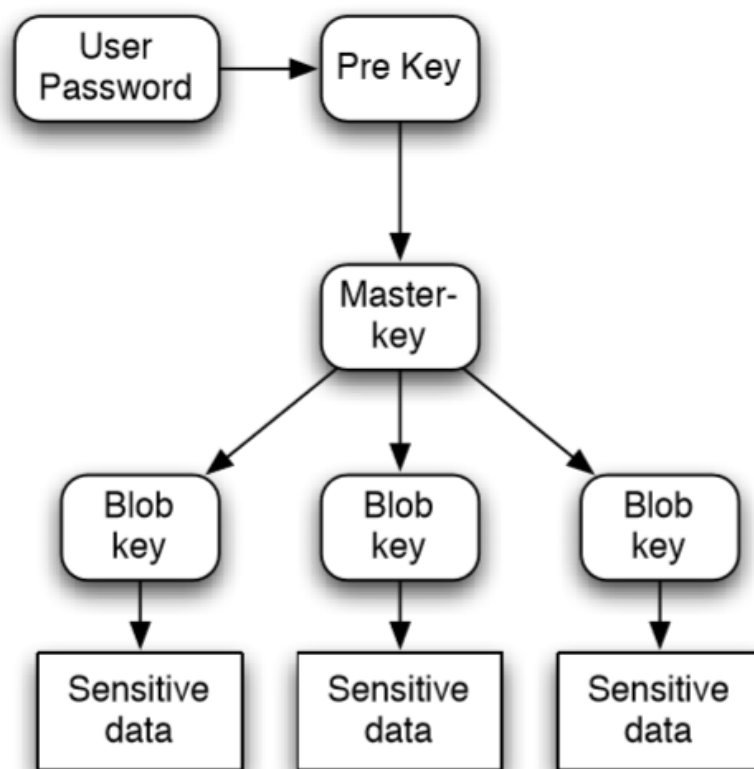 User
Password
Pre Key
Master-
key
Blob
key
Blob
key
Blob
key
Sensitive
data
Sensitive
data
Sensitive
data